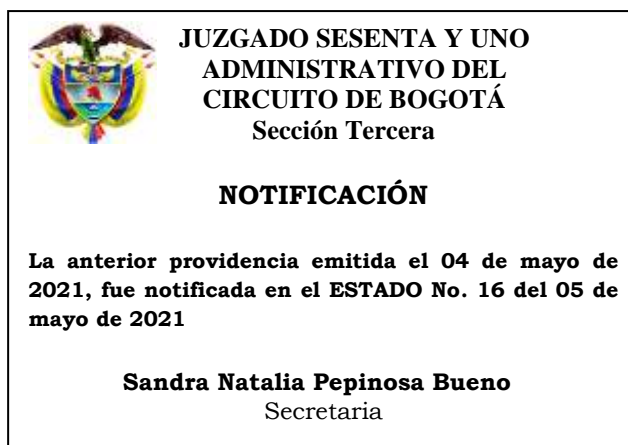 JUZGADO SESENTA Y UNO
ADMINISTRATIVO DEL
CIRCUITO DE BOGOTÁ
Sección Tercera
NOTIFICACIÓN
La anterior providencia emitida el 04 de mayo de
2021, fue notificada en el ESTADO No. 16 del 05 de
mayo de 2021
Sandra Natalia Pepinosa Bueno
Secretaria